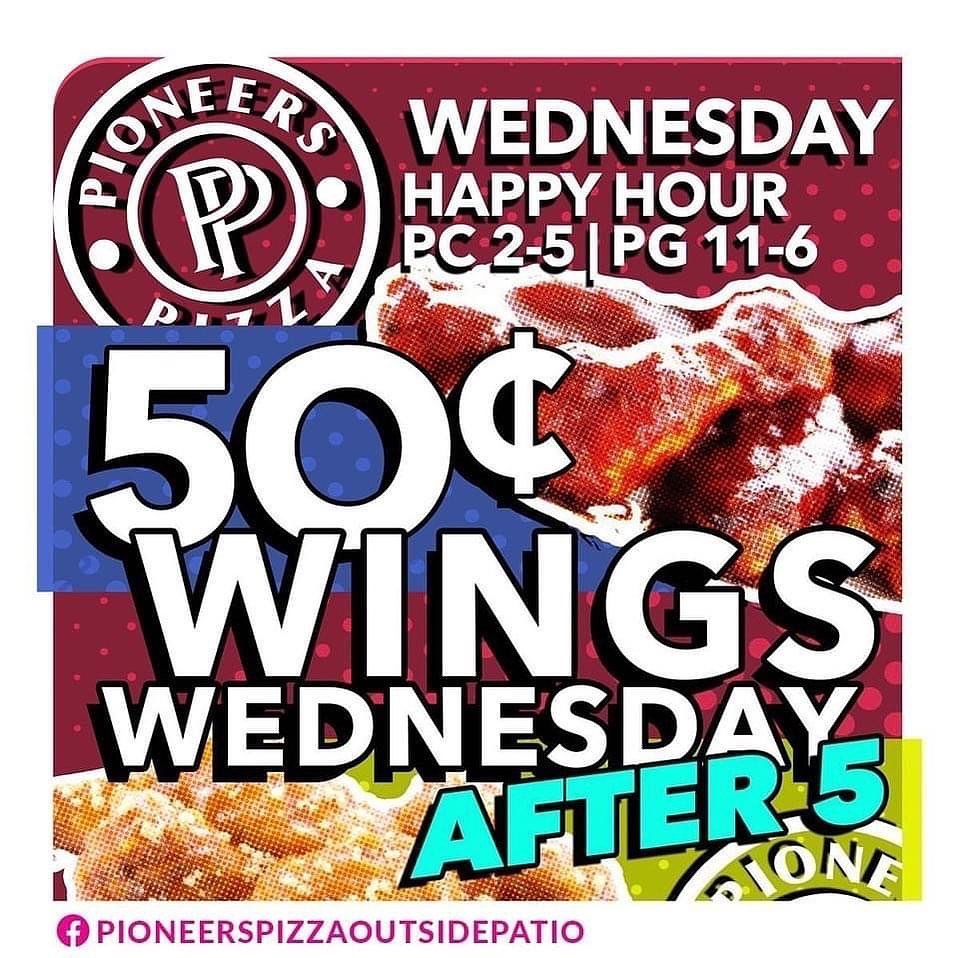 PIONEERS
PIZZA
PP
WEDNESDAY
HAPPY HOUR
PC 2-5 | PG 11-6
50¢
WINGS
WEDNESDAY
AFTER 5
PIONE
PIONEERSPIZZAOUTSIDEPATIO